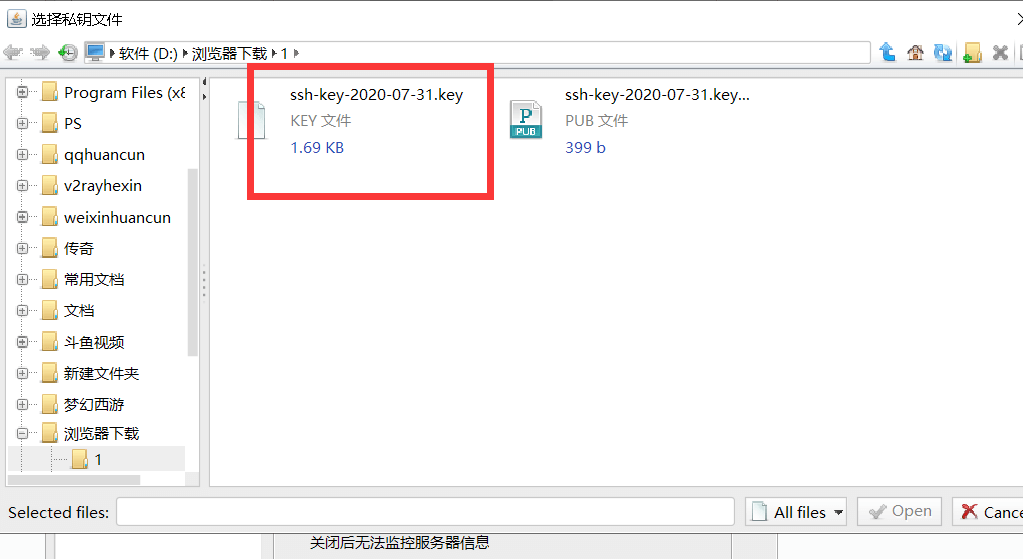 选择私钥文件
软件 (D:) 浏览器下载 1
Program Files (x8
PS
qqhuancun
v2rayhexin
weixinhuancun
传奇
常用文档
文档
斗鱼视频
新建文件夹
梦幻西游
浏览器下载
1
ssh-key-2020-07-31.key
KEY 文件
1.69 KB
ssh-key-2020-07-31.key...
P
PUB
PUB 文件
399 b
Selected files:
All files
Open
Cance
关闭后无法监控服务器信息